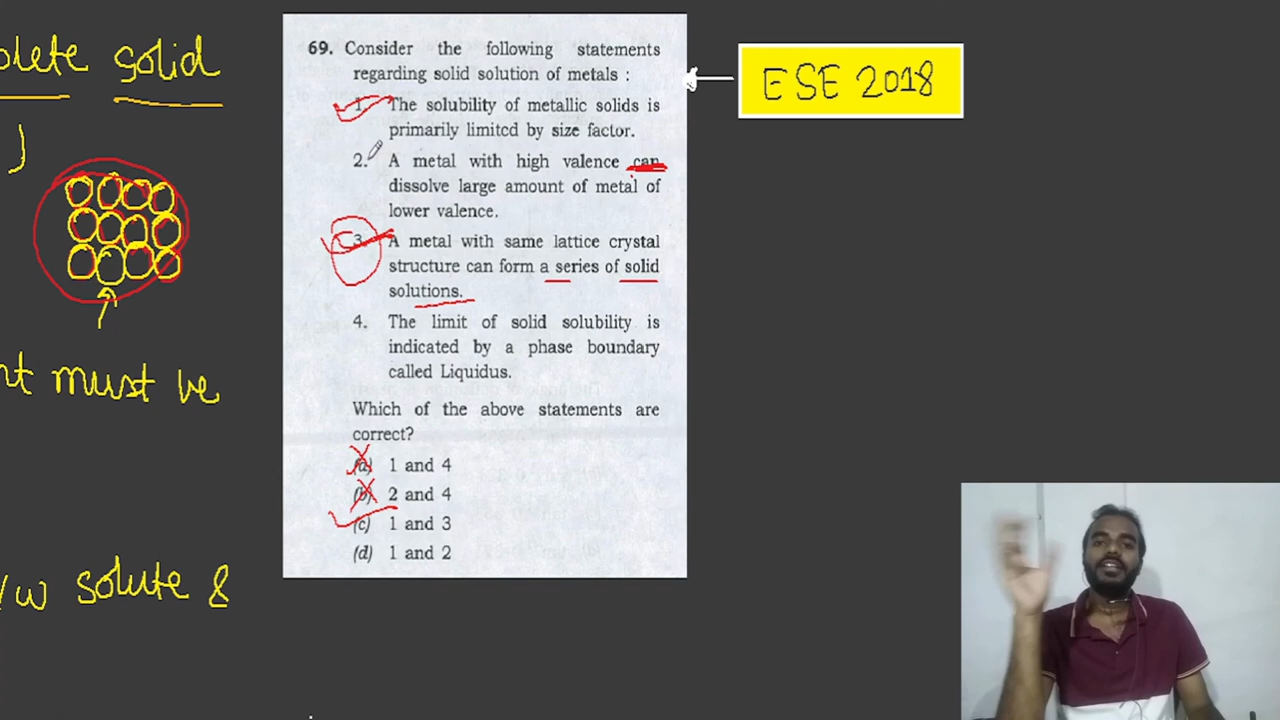 olete solid
)
nt must be
/w solute &
69. Consider the following statements
regarding solid solution of metals :
1. The solubility of metallic solids is
primarily limited by size factor.
2. A metal with high valence can
dissolve large amount of metal of
lower valence.
3. A metal with same lattice crystal
structure can form a series of solid
solutions.
4. The limit of solid solubility is
indicated by a phase boundary
called Liquidus.
Which of the above statements are
correct?
(a) 1 and 4
(b) 2 and 4
(c) 1 and 3
(d) 1 and 2
ESE 2018